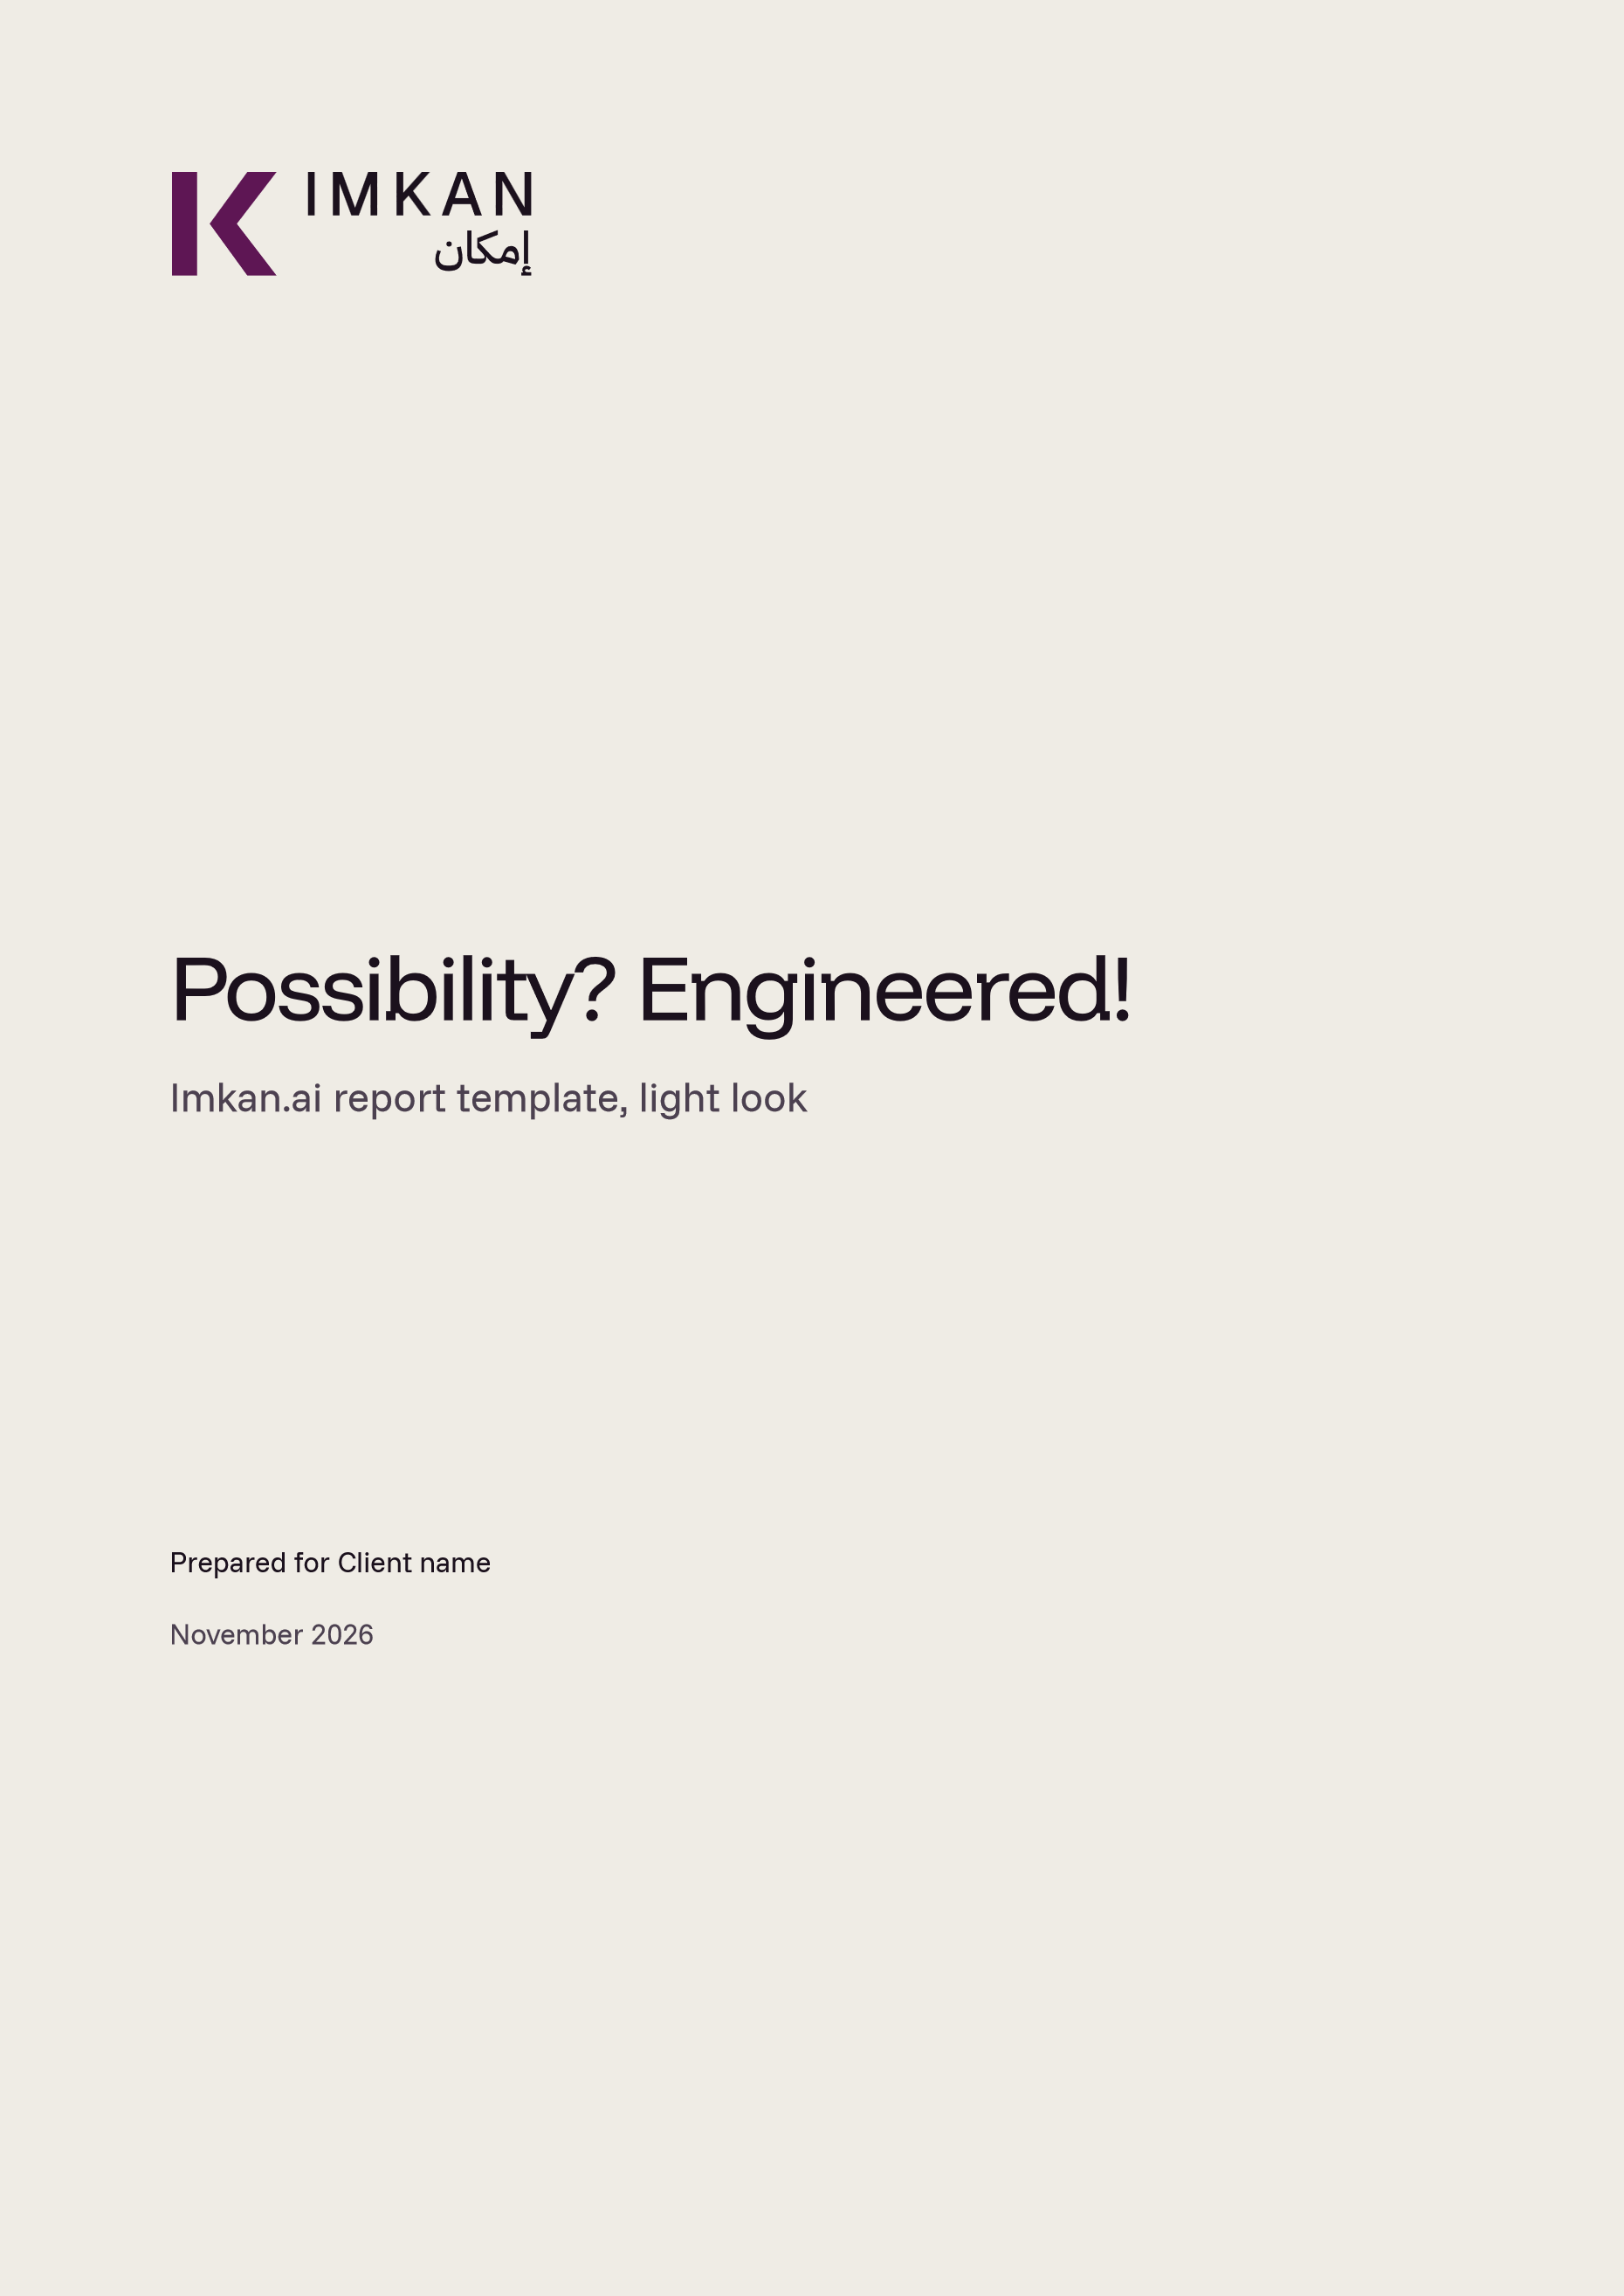 IMKAN
إمكان
Possibility? Engineered!
Imkan.ai report template, light look
Prepared for Client name
November 2026